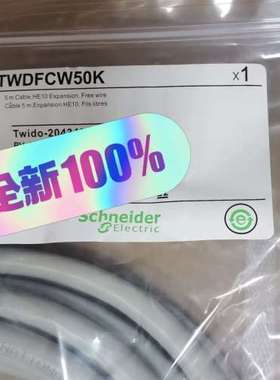 TWDFCW50K
x1
5 m Cable, HE10 Expansion, Free wire
Câble 5 m, Expansion HE10, Fils libres
全新100%
Schneider
Electric